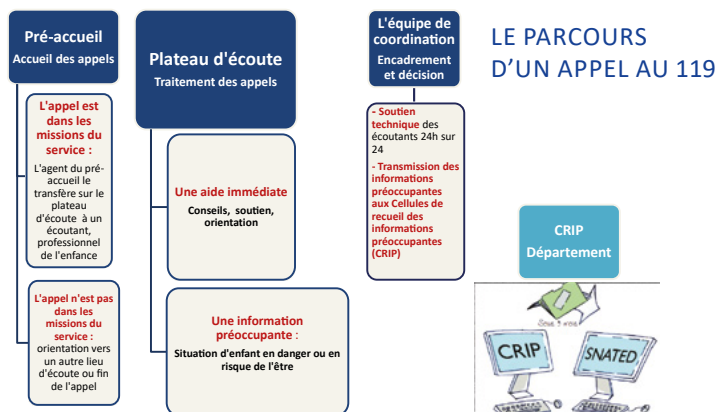 Pré-accueil
Accueil des appels
L'appel est
dans les
missions du
service :
L'agent du pré-
accueil le
transfère sur le
plateau
d'écoute à un
écoutant,
professionnel
de l'enfance
L'appel n'est pas
dans les
missions du
service :
orientation vers
un autre lieu
d'écoute ou fin
de l'appel
Plateau d'écoute
Traitement des appels
Une aide immédiate
Conseils, soutien,
orientation
Une information
préoccupante :
Situation d'enfant en danger ou en
risque de l'être
L'équipe de
coordination
Encadrement
et décision
- Soutien
technique des
écoutants 24h sur
24
- Transmission des
informations
préoccupantes
aux Cellules de
recueil des
informations
préoccupantes
(CRIP)
LE PARCOURS
D'UN APPEL AU 119
CRIP
Département
CRIP
SNATED